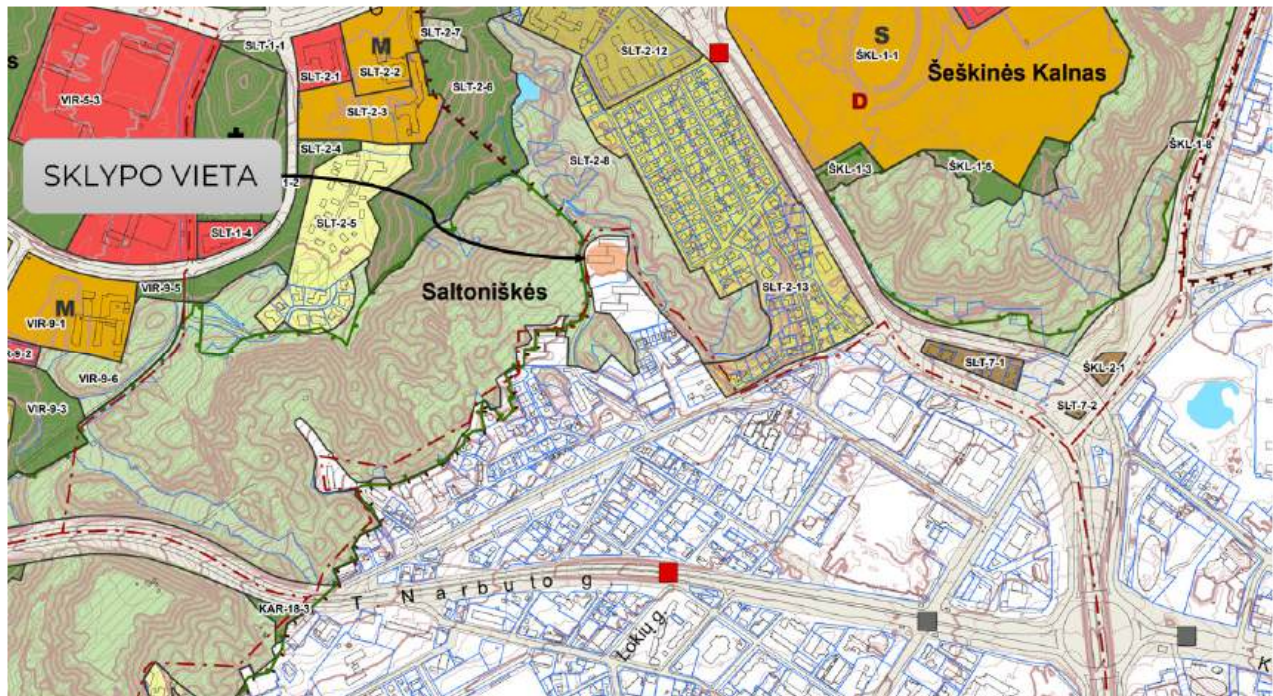 SLT-1-1
M
SLT-2-7
S
SLT-2-12
ŠKL-1-1
SLT-2-1
SLT-2-2
Šeškinės Kalnas
s
SLT-2-6
VIR-5-3
D
SLT-2-3
SLT-2-4
SLT-2-8
ŠKL-1-8
ŠKL-1-3
SKLYPO VIETA
1-2
SLT-2-5
SLT-1-4
VIR-9-5
Saltoniškės
SLT-2-13
M
VIR-9-1
R-9-2
SLT-7-1
ŠKL-2-1
VIR-9-6
VIR-9-3
SLT-7-2
T. Narbuto g.
KAR-18-3
Lokių g.
K